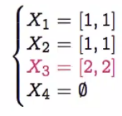 X₁ = [1, 1]
X₂ = [1, 1]
X₃ = [2, 2]
X₄ = ∅